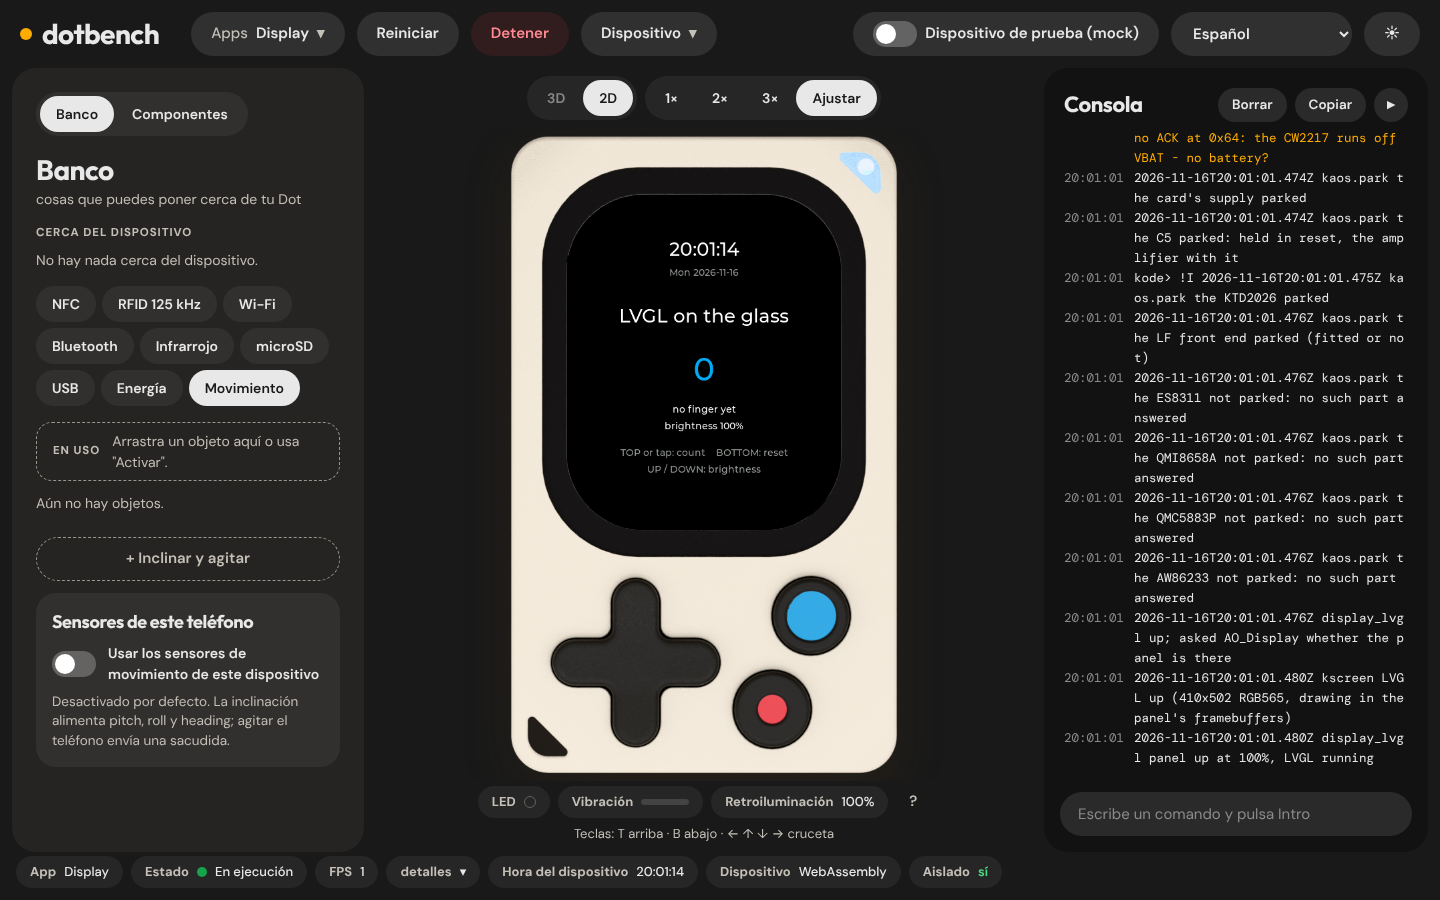 dotbench
Apps Display ▾
Reiniciar
Detener
Dispositivo ▾
Dispositivo de prueba (mock)
Español
Banco
Componentes
Banco
cosas que puedes poner cerca de tu Dot
CERCA DEL DISPOSITIVO
No hay nada cerca del dispositivo.
NFC
RFID 125 kHz
Wi-Fi
Bluetooth
Infrarrojo
microSD
USB
Energía
Movimiento
EN USO
Arrastra un objeto aquí o usa
"Activar".
Aún no hay objetos.
+ Inclinar y agitar
Sensores de este teléfono
Usar los sensores de
movimiento de este dispositivo
Desactivado por defecto. La inclinación
alimenta pitch, roll y heading; agitar el
teléfono envía una sacudida.
3D
2D
1×
2×
3×
Ajustar
20:01:14
Mon 2026-11-16
LVGL on the glass
0
no finger yet
brightness 100%
TOP or tap: count BOTTOM: reset
UP / DOWN: brightness
LED
Vibración
Retroiluminación 100%
?
Teclas: T arriba · B abajo · ← ↑ ↓ → cruceta
Consola
Borrar
Copiar
▶
no ACK at 0x64: the CW2217 runs off
VBAT - no battery?
20:01:01 2026-11-16T20:01:01.474Z kaos.park t
he card's supply parked
20:01:01 2026-11-16T20:01:01.474Z kaos.park t
he C5 parked: held in reset, the amp
lifier with it
20:01:01 kode> !I 2026-11-16T20:01:01.475Z ka
os.park the KTD2026 parked
20:01:01 2026-11-16T20:01:01.476Z kaos.park t
he LF front end parked (fitted or no
t)
20:01:01 2026-11-16T20:01:01.476Z kaos.park t
he ES8311 not parked: no such part a
nswered
20:01:01 2026-11-16T20:01:01.476Z kaos.park t
he QMI8658A not parked: no such part
answered
20:01:01 2026-11-16T20:01:01.476Z kaos.park t
he QMC5883P not parked: no such part
answered
20:01:01 2026-11-16T20:01:01.476Z kaos.park t
he AW86233 not parked: no such part
answered
20:01:01 2026-11-16T20:01:01.476Z display_lvg
l up; asked AO_Display whether the p
anel is there
20:01:01 2026-11-16T20:01:01.480Z kscreen LVG
L up (410x502 RGB565, drawing in the
panel's framebuffers)
20:01:01 2026-11-16T20:01:01.480Z display_lvg
l panel up at 100%, LVGL running
Escribe un comando y pulsa Intro
App Display
Estado En ejecución
FPS 1
detalles ▾
Hora del dispositivo 20:01:14
Dispositivo WebAssembly
Aislado sí